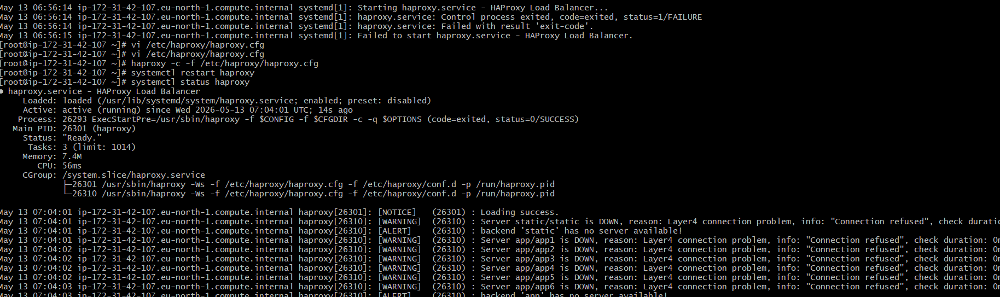 May 13 06:56:14 ip-172-31-42-107.eu-north-1.compute.internal systemd[1]: Starting haproxy.service - HAProxy Load Balancer...
May 13 06:56:14 ip-172-31-42-107.eu-north-1.compute.internal systemd[1]: haproxy.service: Control process exited, code=exited, status=1/FAILURE
May 13 06:56:14 ip-172-31-42-107.eu-north-1.compute.internal systemd[1]: haproxy.service: Failed with result 'exit-code'.
May 13 06:56:15 ip-172-31-42-107.eu-north-1.compute.internal systemd[1]: Failed to start haproxy.service - HAProxy Load Balancer.
[root@ip-172-31-42-107 ~]# vi /etc/haproxy/haproxy.cfg
[root@ip-172-31-42-107 ~]# vi /etc/haproxy/haproxy.cfg
[root@ip-172-31-42-107 ~]# haproxy -c -f /etc/haproxy/haproxy.cfg
[root@ip-172-31-42-107 ~]# systemctl restart haproxy
[root@ip-172-31-42-107 ~]# systemctl status haproxy
● haproxy.service - HAProxy Load Balancer
Loaded: loaded (/usr/lib/systemd/system/haproxy.service; enabled; preset: disabled)
Active: active (running) since Wed 2026-05-13 07:04:01 UTC; 14s ago
Process: 26293 ExecStartPre=/usr/sbin/haproxy -f $CONFIG -f $CFGDIR -c -q $OPTIONS (code=exited, status=0/SUCCESS)
Main PID: 26301 (haproxy)
Status: "Ready."
Tasks: 3 (limit: 1014)
Memory: 7.4M
CPU: 56ms
CGroup: /system.slice/haproxy.service
├─26301 /usr/sbin/haproxy -Ws -f /etc/haproxy/haproxy.cfg -f /etc/haproxy/conf.d -p /run/haproxy.pid
└─26310 /usr/sbin/haproxy -Ws -f /etc/haproxy/haproxy.cfg -f /etc/haproxy/conf.d -p /run/haproxy.pid
May 13 07:04:01 ip-172-31-42-107.eu-north-1.compute.internal haproxy[26301]: [NOTICE] (26301) : Loading success.
May 13 07:04:01 ip-172-31-42-107.eu-north-1.compute.internal haproxy[26310]: [WARNING] (26310) : Server static/static is DOWN, reason: Layer4 connection problem, info: "Connection refused", check duratio
May 13 07:04:01 ip-172-31-42-107.eu-north-1.compute.internal haproxy[26310]: [ALERT] (26310) : backend 'static' has no server available!
May 13 07:04:01 ip-172-31-42-107.eu-north-1.compute.internal haproxy[26310]: [WARNING] (26310) : Server app/app1 is DOWN, reason: Layer4 connection problem, info: "Connection refused", check duration: 0m
May 13 07:04:02 ip-172-31-42-107.eu-north-1.compute.internal haproxy[26310]: [WARNING] (26310) : Server app/app2 is DOWN, reason: Layer4 connection problem, info: "Connection refused", check duration: 0m
May 13 07:04:02 ip-172-31-42-107.eu-north-1.compute.internal haproxy[26310]: [WARNING] (26310) : Server app/app3 is DOWN, reason: Layer4 connection problem, info: "Connection refused", check duration: 0m
May 13 07:04:02 ip-172-31-42-107.eu-north-1.compute.internal haproxy[26310]: [WARNING] (26310) : Server app/app4 is DOWN, reason: Layer4 connection problem, info: "Connection refused", check duration: 0m
May 13 07:04:02 ip-172-31-42-107.eu-north-1.compute.internal haproxy[26310]: [WARNING] (26310) : Server app/app5 is DOWN, reason: Layer4 connection problem, info: "Connection refused", check duration: 0m
May 13 07:04:03 ip-172-31-42-107.eu-north-1.compute.internal haproxy[26310]: [WARNING] (26310) : Server app/app6 is DOWN, reason: Layer4 connection problem, info: "Connection refused", check duration: 0m
May 13 07:04:03 ip-172-31-42-107.eu-north-1.compute.internal haproxy[26310]: [ALERT] (26310) : backend 'app' has no server available!